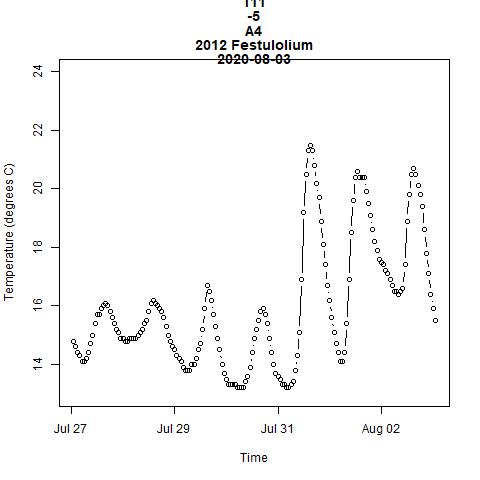 T11
-5
A4
2012 Festulolium
2020-08-03
24
22
20
18
16
14
Temperature (degrees C)
Jul 27 Jul 29 Jul 31 Aug 02
Time